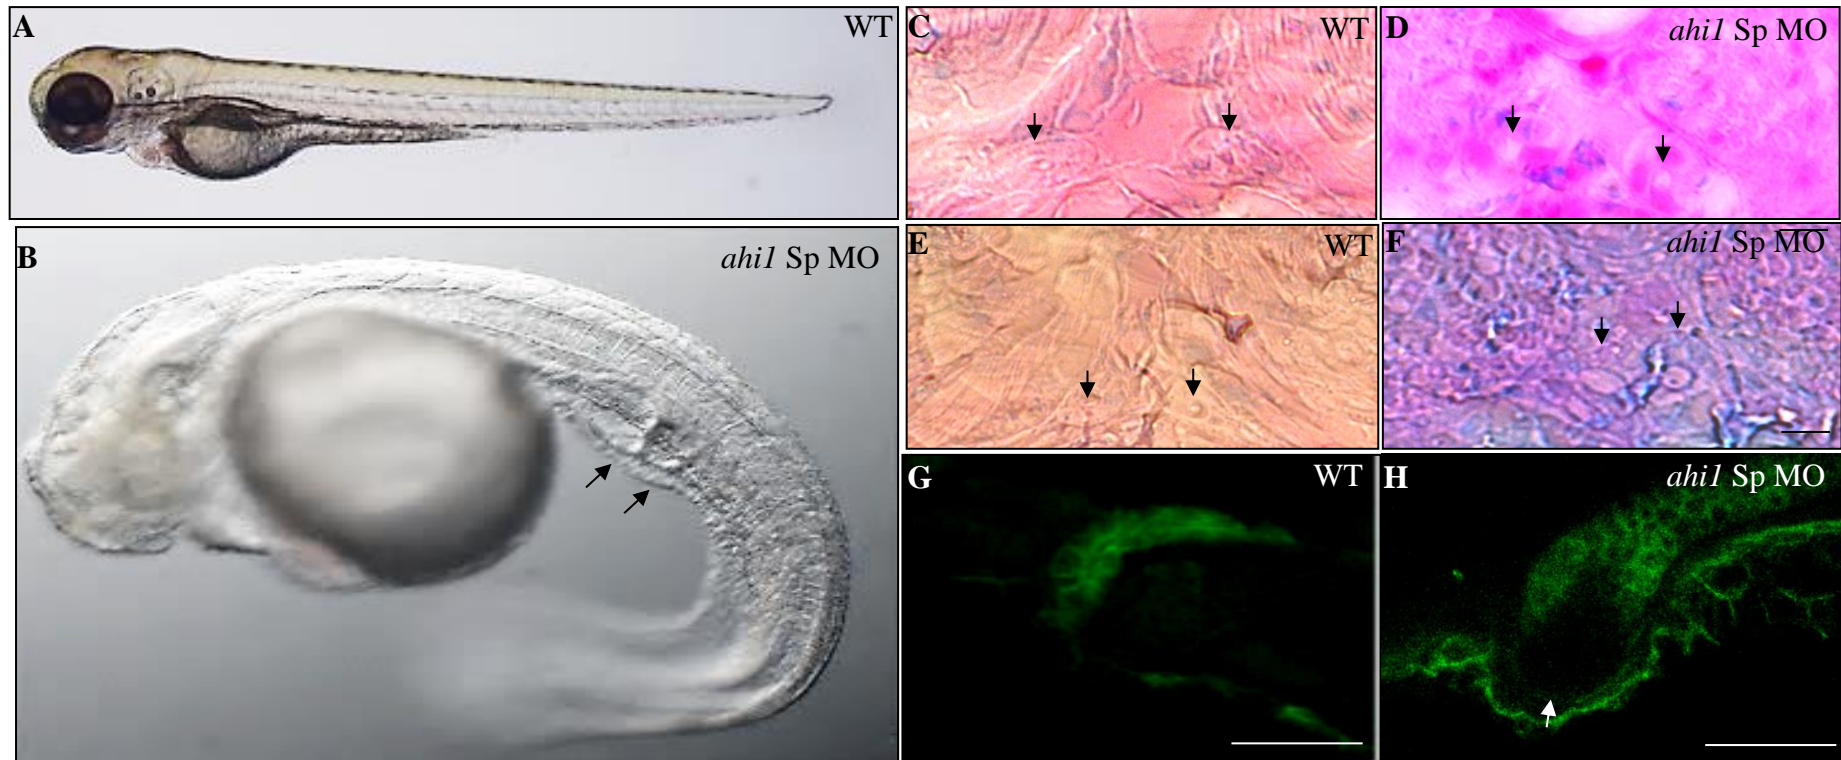 A WT
B ahi1 Sp MO
C WT
D ahi1 Sp MO
E WT
F ahi1 Sp MO
G WT
H ahi1 Sp MO